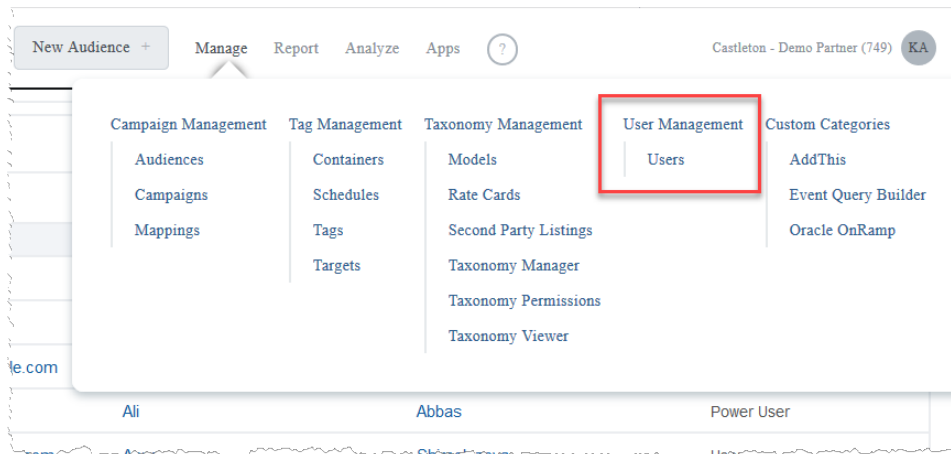 New Audience +
Manage
Report
Analyze
Apps
?
Castleton - Demo Partner (749)
KA
Campaign Management
Audiences
Campaigns
Mappings
Tag Management
Containers
Schedules
Tags
Targets
Taxonomy Management
Models
Rate Cards
Second Party Listings
Taxonomy Manager
Taxonomy Permissions
Taxonomy Viewer
User Management
Users
Custom Categories
AddThis
Event Query Builder
Oracle OnRamp
le.com
Ali
Abbas
Power User